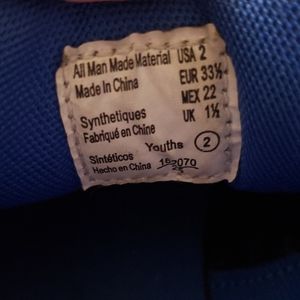 All Man Made Material USA 2
Made In China EUR 33½
MEX 22
Synthetiques UK 1½
Fabriqué en Chine
Sintéticos Youths 2
Hecho en China 162070